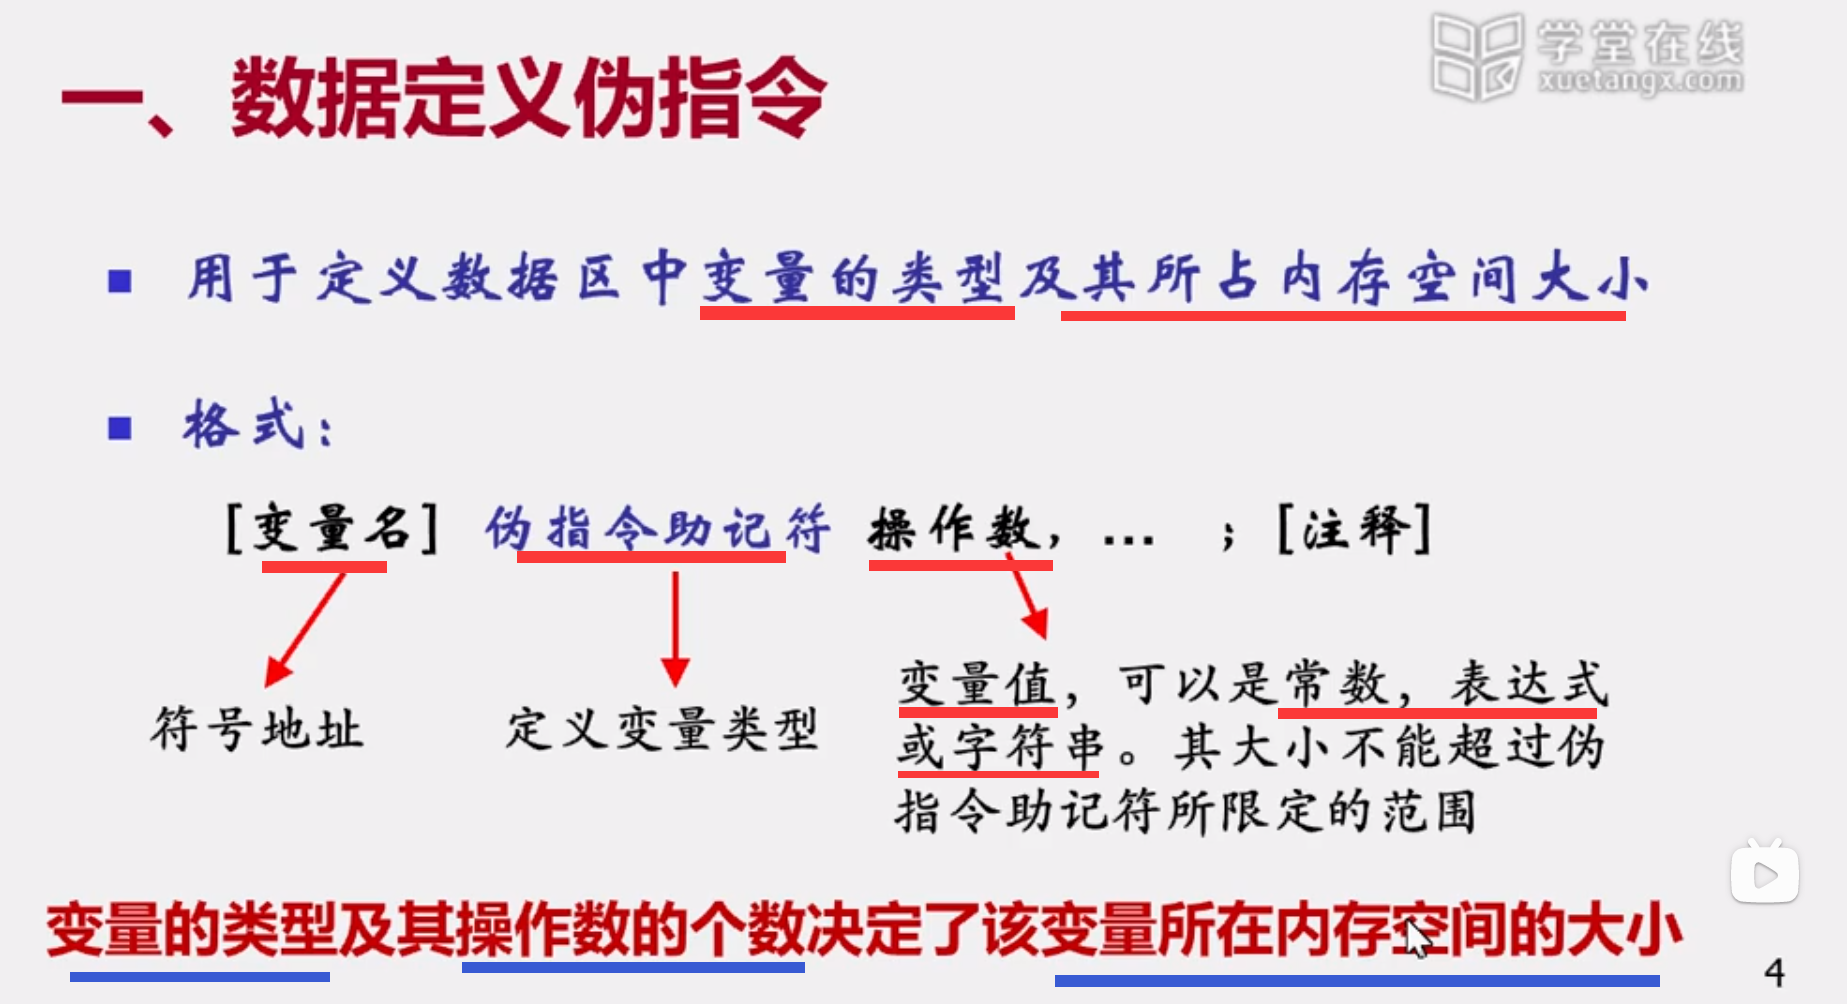 学堂在线
xuetangx.com
一、数据定义伪指令
用于定义数据区中变量的类型及其所占内存空间大小
格式：
[变量名] 伪指令助记符 操作数，… ；[注释]
符号地址
定义变量类型
变量值，可以是常数，表达式
或字符串。其大小不能超过伪
指令助记符所限定的范围
变量的类型及其操作数的个数决定了该变量所在内存空间的大小
4